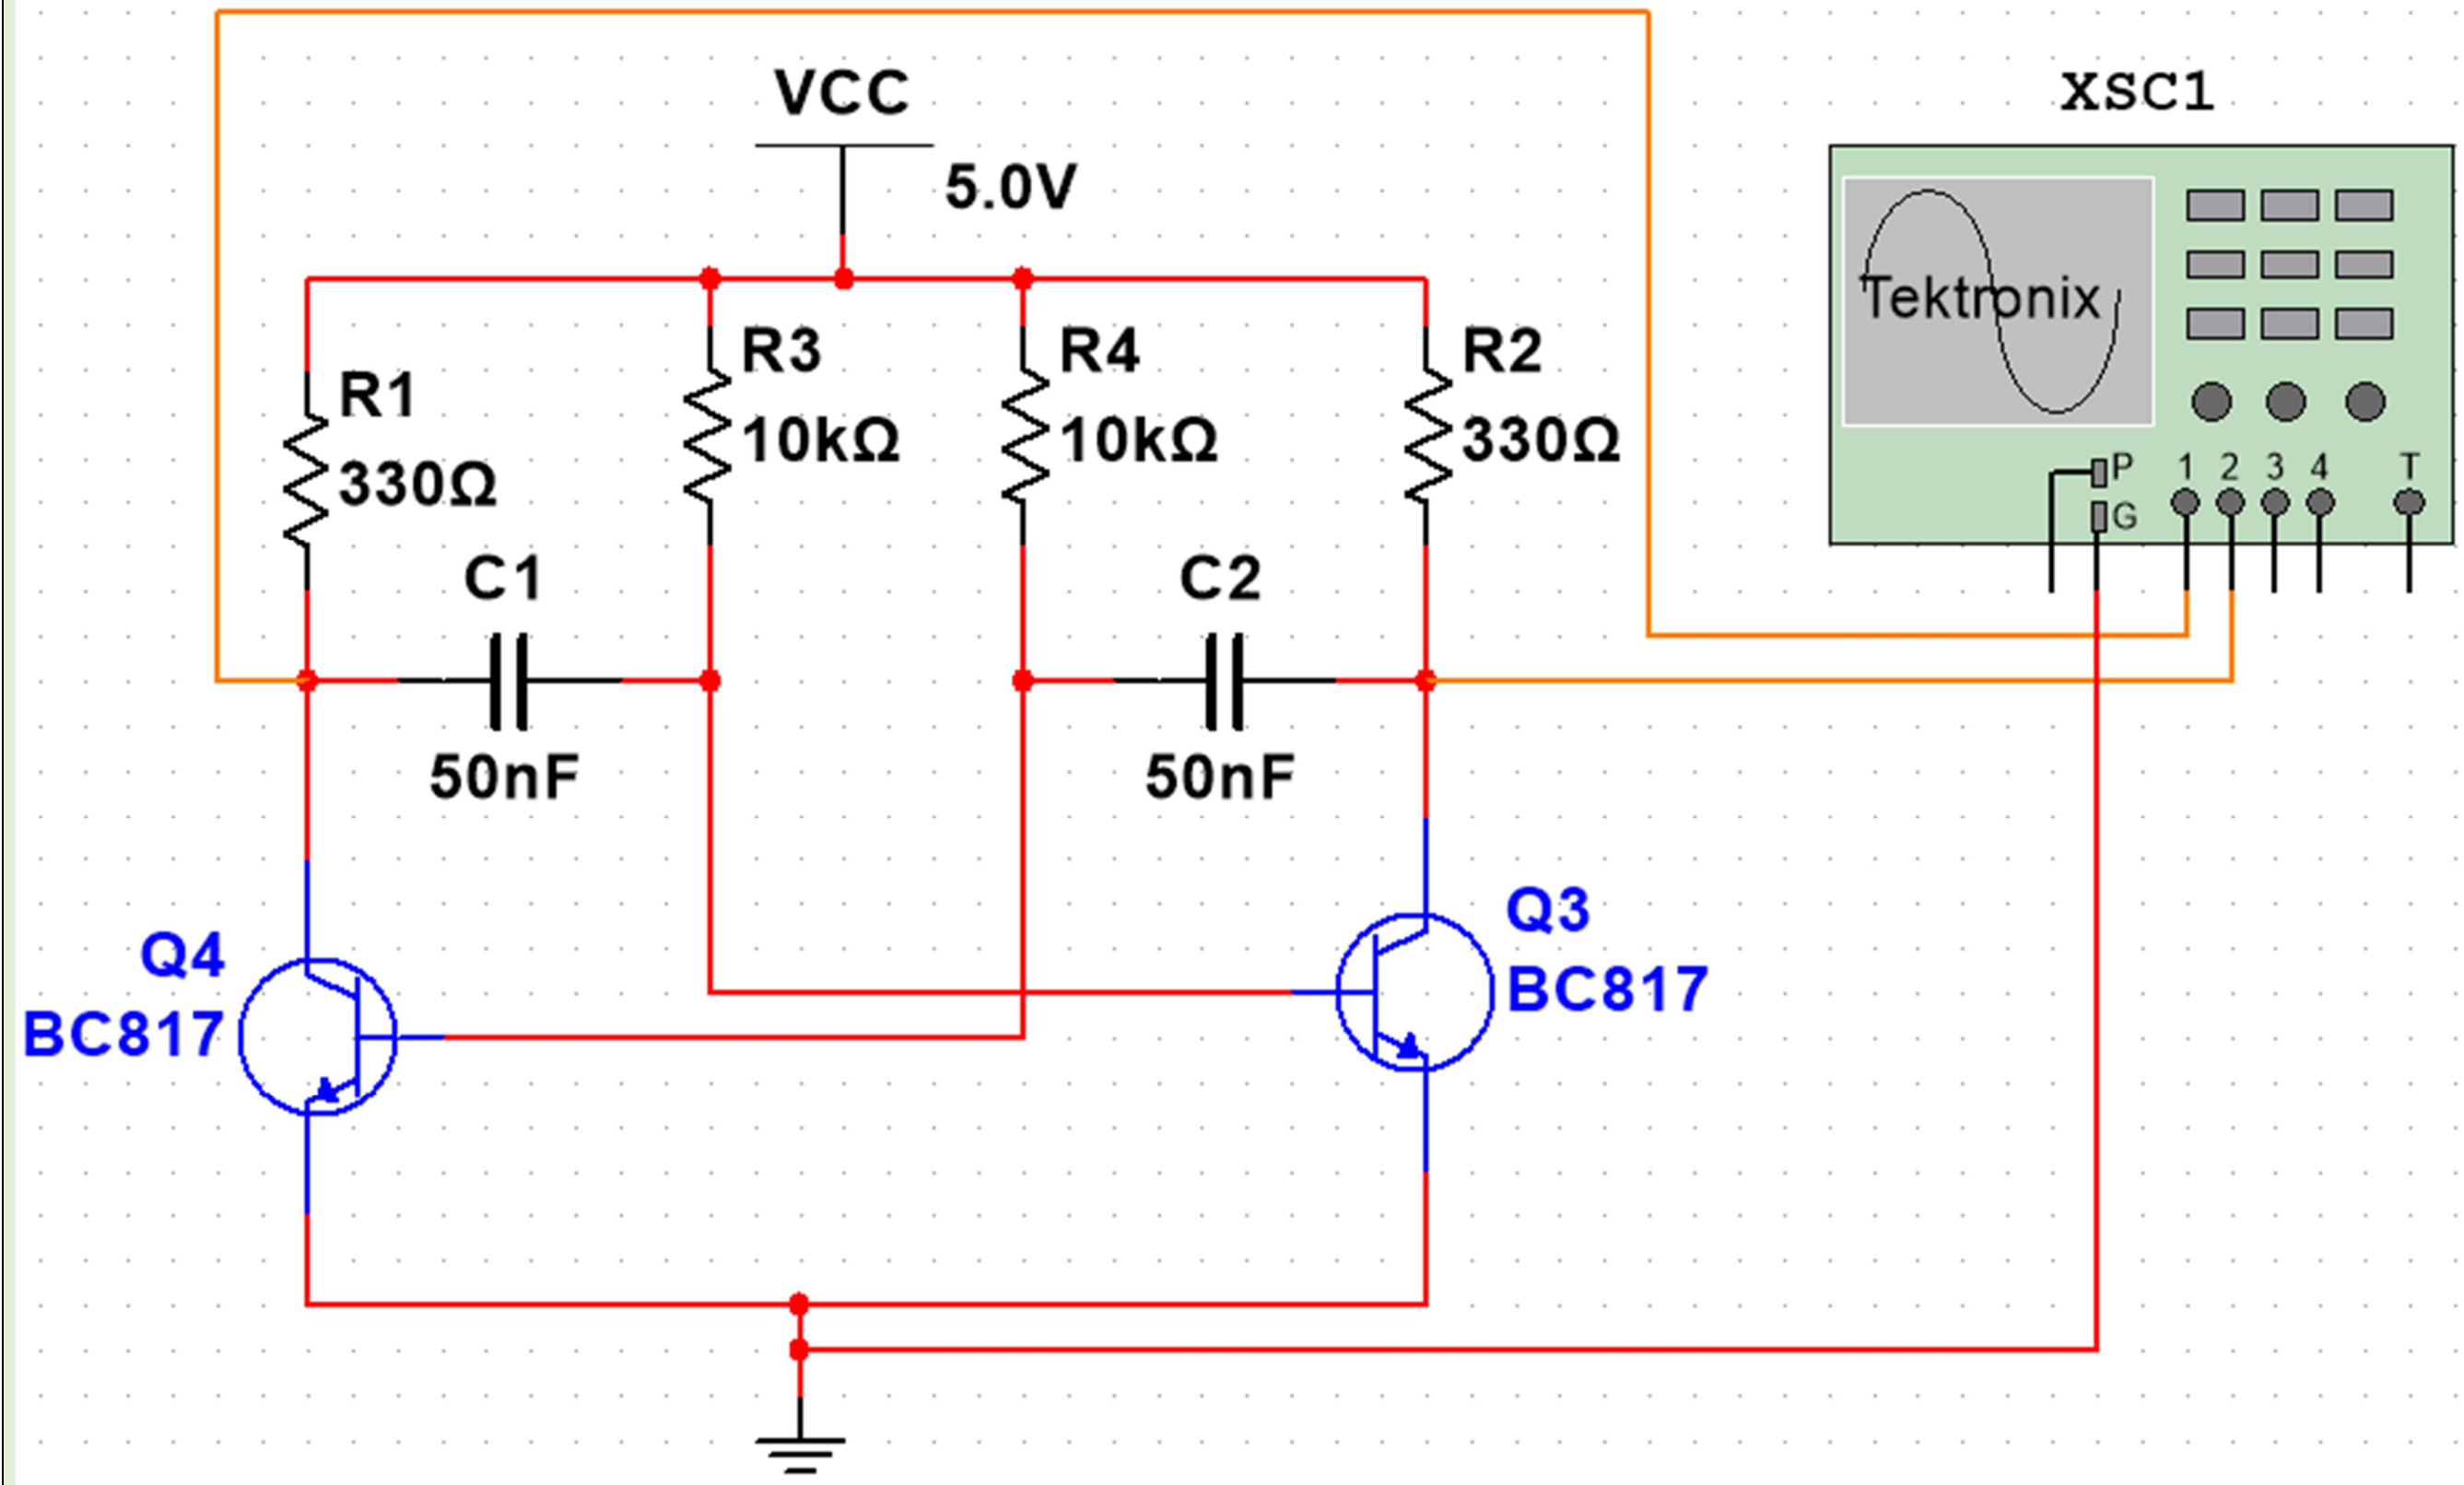 VCC
5.0V
XSC1
Tektronix
P
1 2 3 4 T
G
R1
330Ω
R3
10kΩ
R4
10kΩ
R2
330Ω
C1
50nF
C2
50nF
Q4
BC817
Q3
BC817